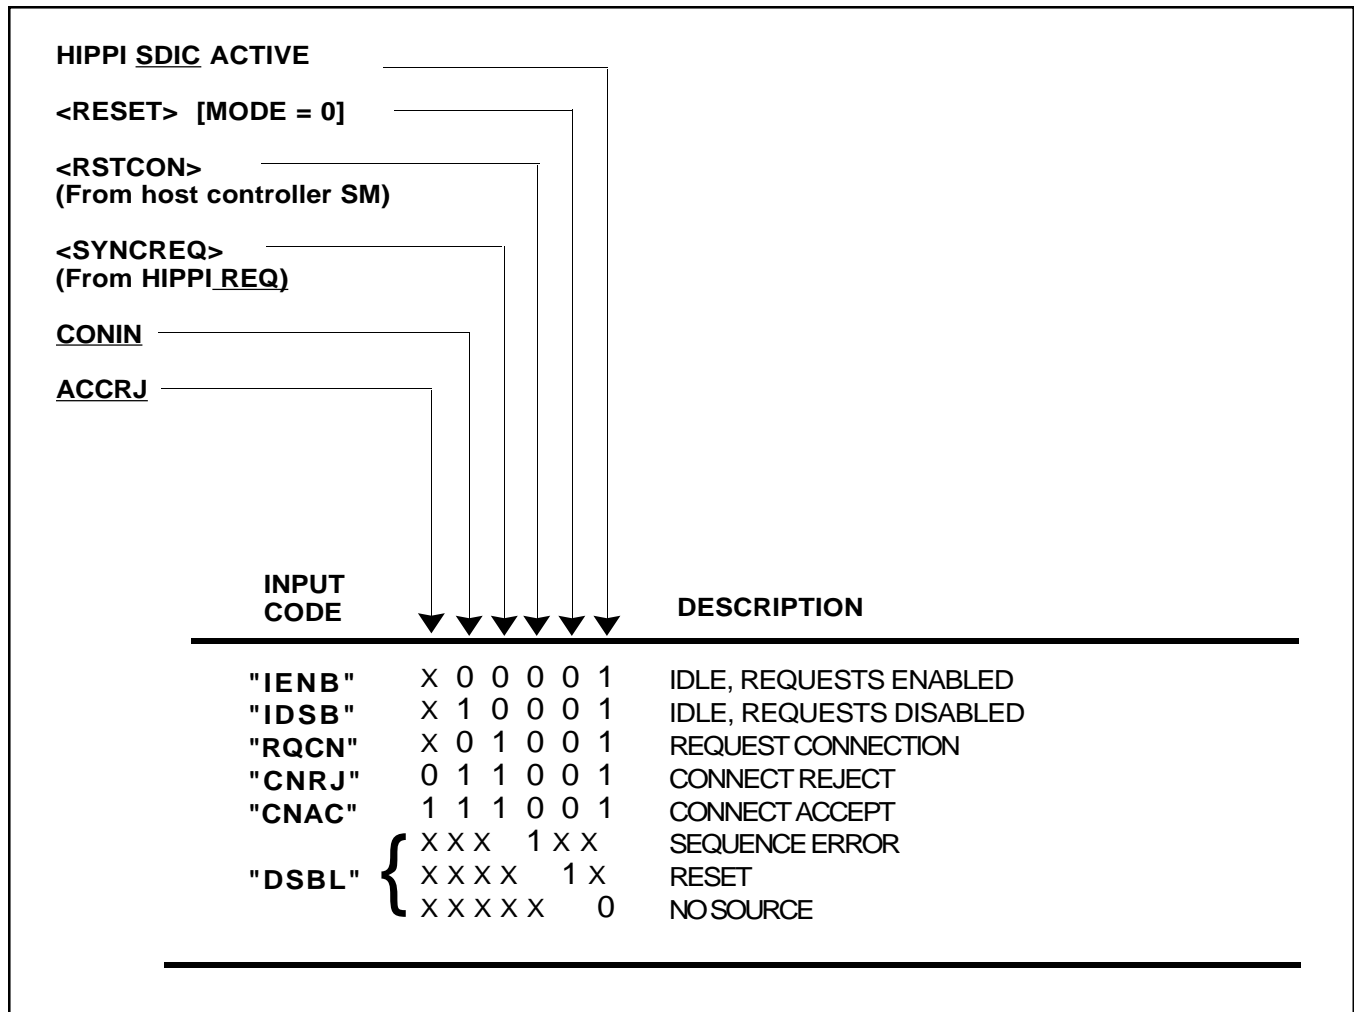 HIPPI SDIC ACTIVE
<RESET> [MODE = 0]
<RSTCON>
(From host controller SM)
<SYNCREQ>
(From HIPPI REQ)
CONIN
ACCRJ
INPUT
CODE
DESCRIPTION
"IENB" X 0 0 0 0 1 IDLE, REQUESTS ENABLED
"IDSB" X 1 0 0 0 1 IDLE, REQUESTS DISABLED
"RQCN" X 0 1 0 0 1 REQUEST CONNECTION
"CNRJ" 0 1 1 0 0 1 CONNECT REJECT
"CNAC" 1 1 1 0 0 1 CONNECT ACCEPT
X X X 1 X X SEQUENCE ERROR
"DSBL" { X X X X 1 X RESET
X X X X X 0 NO SOURCE